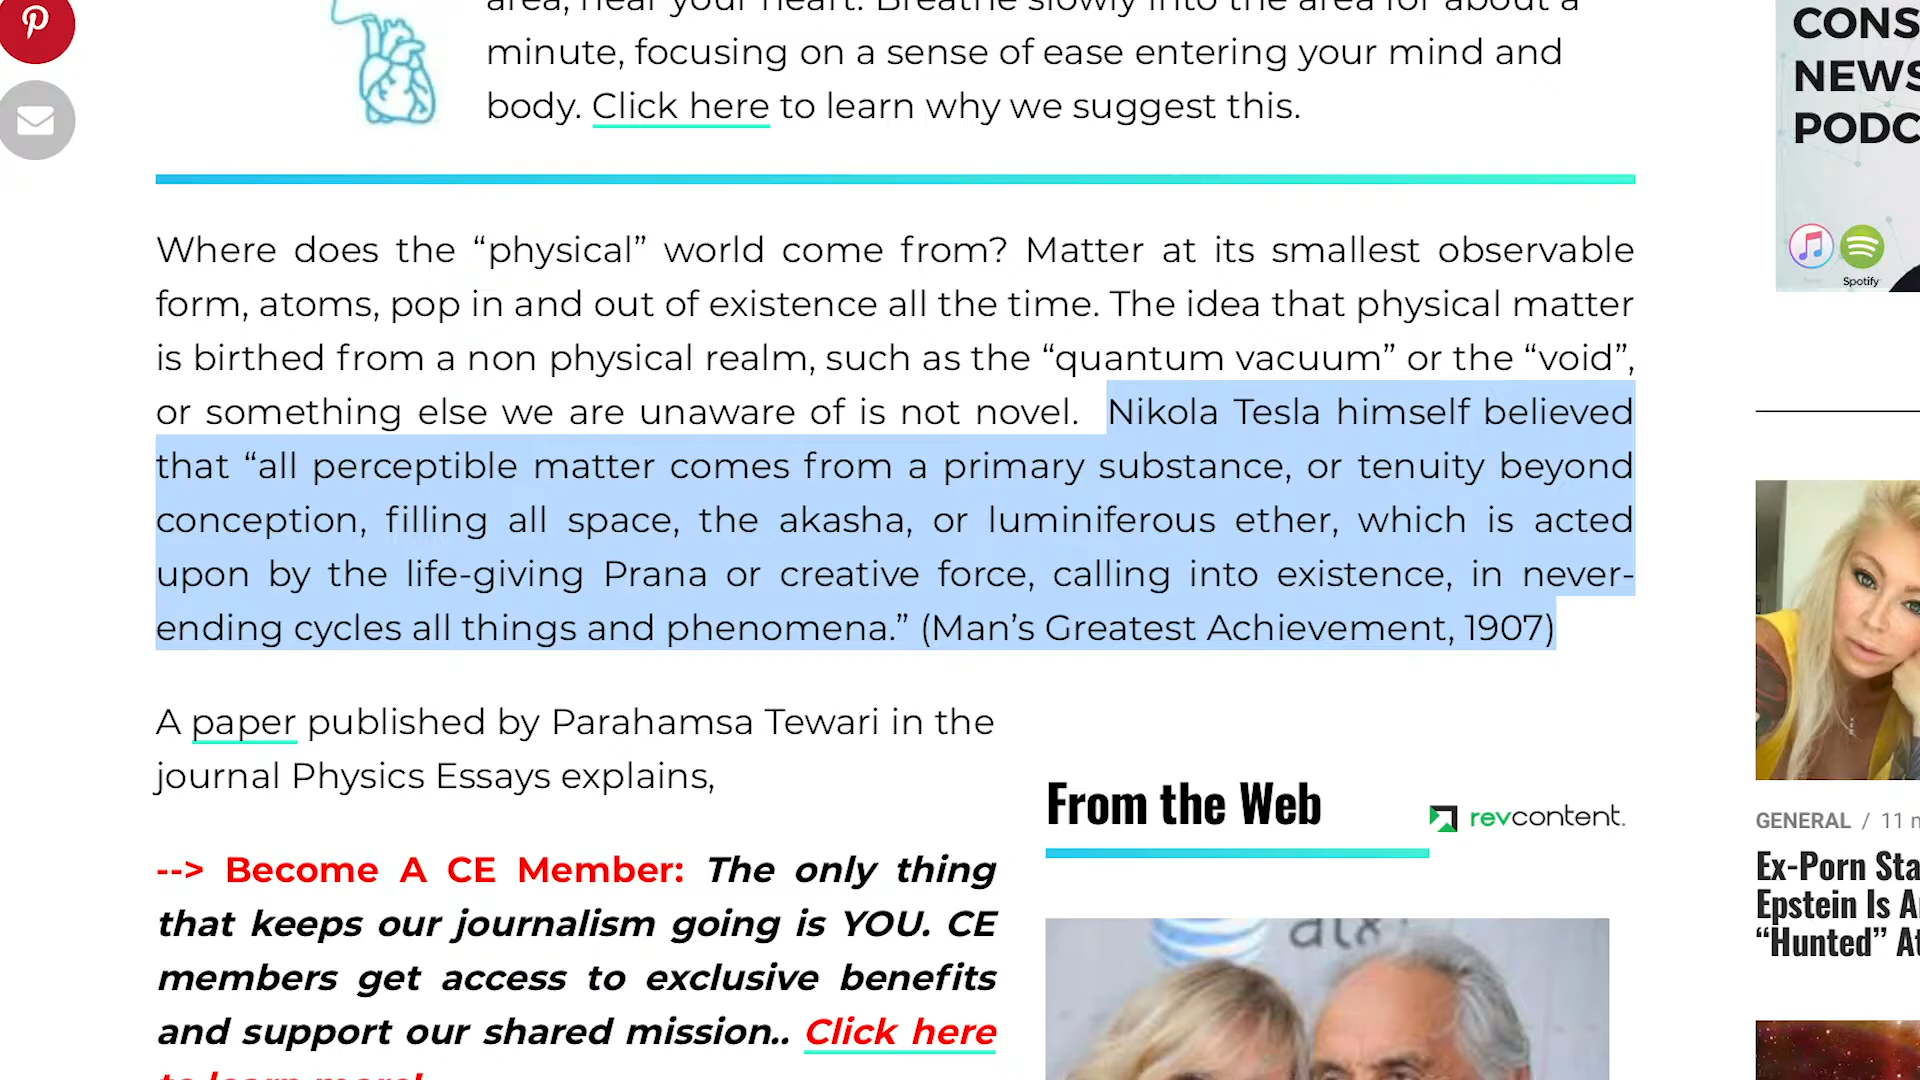 minute, focusing on a sense of ease entering your mind and
body. Click here to learn why we suggest this.
Where does the “physical” world come from? Matter at its smallest observable
form, atoms, pop in and out of existence all the time. The idea that physical matter
is birthed from a non physical realm, such as the “quantum vacuum” or the “void”,
or something else we are unaware of is not novel. Nikola Tesla himself believed
that “all perceptible matter comes from a primary substance, or tenuity beyond
conception, filling all space, the akasha, or luminiferous ether, which is acted
upon by the life-giving Prana or creative force, calling into existence, in never-
ending cycles all things and phenomena.” (Man’s Greatest Achievement, 1907)
A paper published by Parahamsa Tewari in the
journal Physics Essays explains,
--> Become A CE Member: The only thing
that keeps our journalism going is YOU. CE
members get access to exclusive benefits
and support our shared mission.. Click here
to learn more!
From the Web
revcontent.
at&t
CONS
NEWS
PODC
Spotify
GENERAL / 11 m
Ex-Porn Sta
Epstein Is A
“Hunted” At